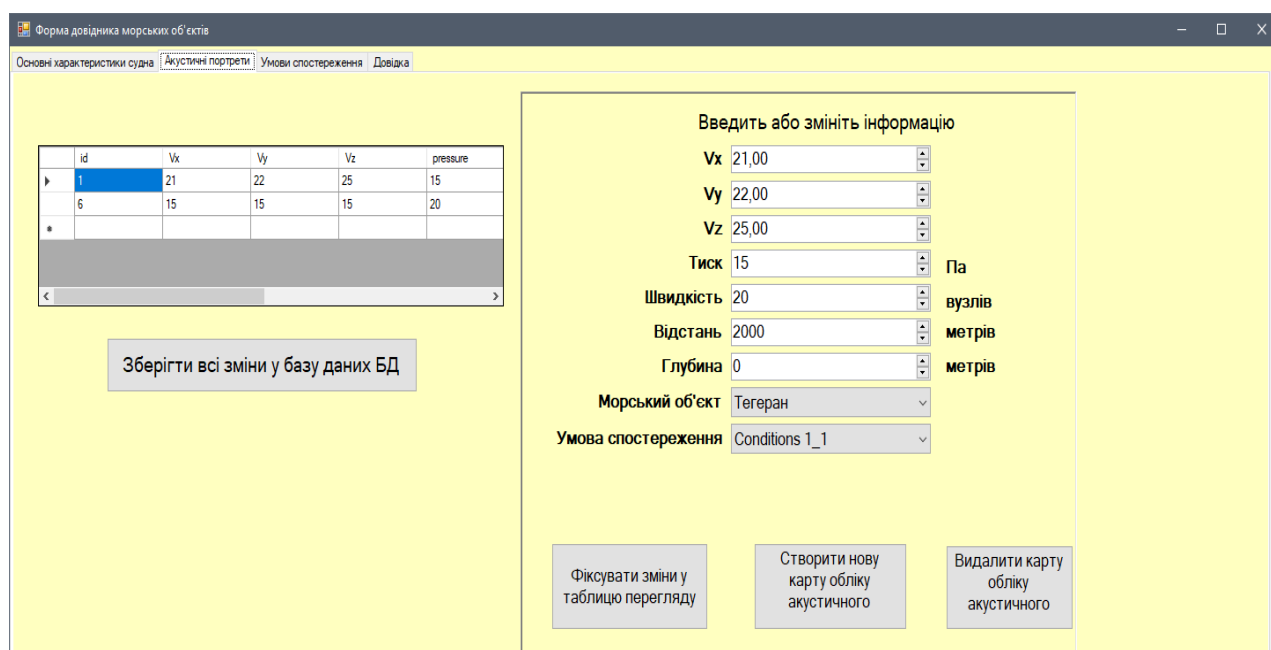 Форма довідника морських об'єктів
Основні характеристики судна Акустичні портрети Умови спостереження Довідка
id Vx Vy Vz pressure
1 21 22 25 15
6 15 15 15 20
Зберігти всі зміни у базу даних БД
Введить або змініть інформацію
Vx 21,00
Vy 22,00
Vz 25,00
Тиск 15 Па
Швидкість 20 вузлів
Відстань 2000 метрів
Глубина 0 метрів
Морський об'єкт Тегеран
Умова спостереження Conditions 1_1
Фіксувати зміни у
таблицю перегляду
Створити нову
карту обліку
акустичного
Видалити карту
обліку
акустичного